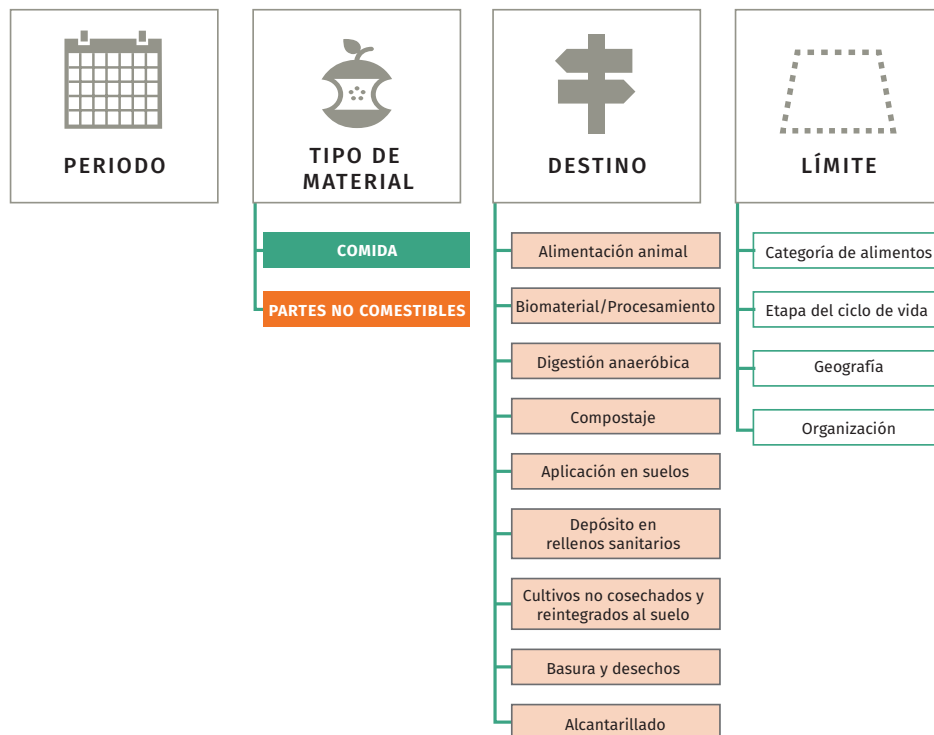 PERIODO
TIPO DE
MATERIAL
COMIDA
PARTES NO COMESTIBLES
DESTINO
Alimentación animal
Biomaterial/Procesamiento
Digestión anaeróbica
Compostaje
Aplicación en suelos
Depósito en
rellenos sanitarios
Cultivos no cosechados y
reintegrados al suelo
Basura y desechos
Alcantarillado
LÍMITE
Categoría de alimentos
Etapa del ciclo de vida
Geografía
Organización